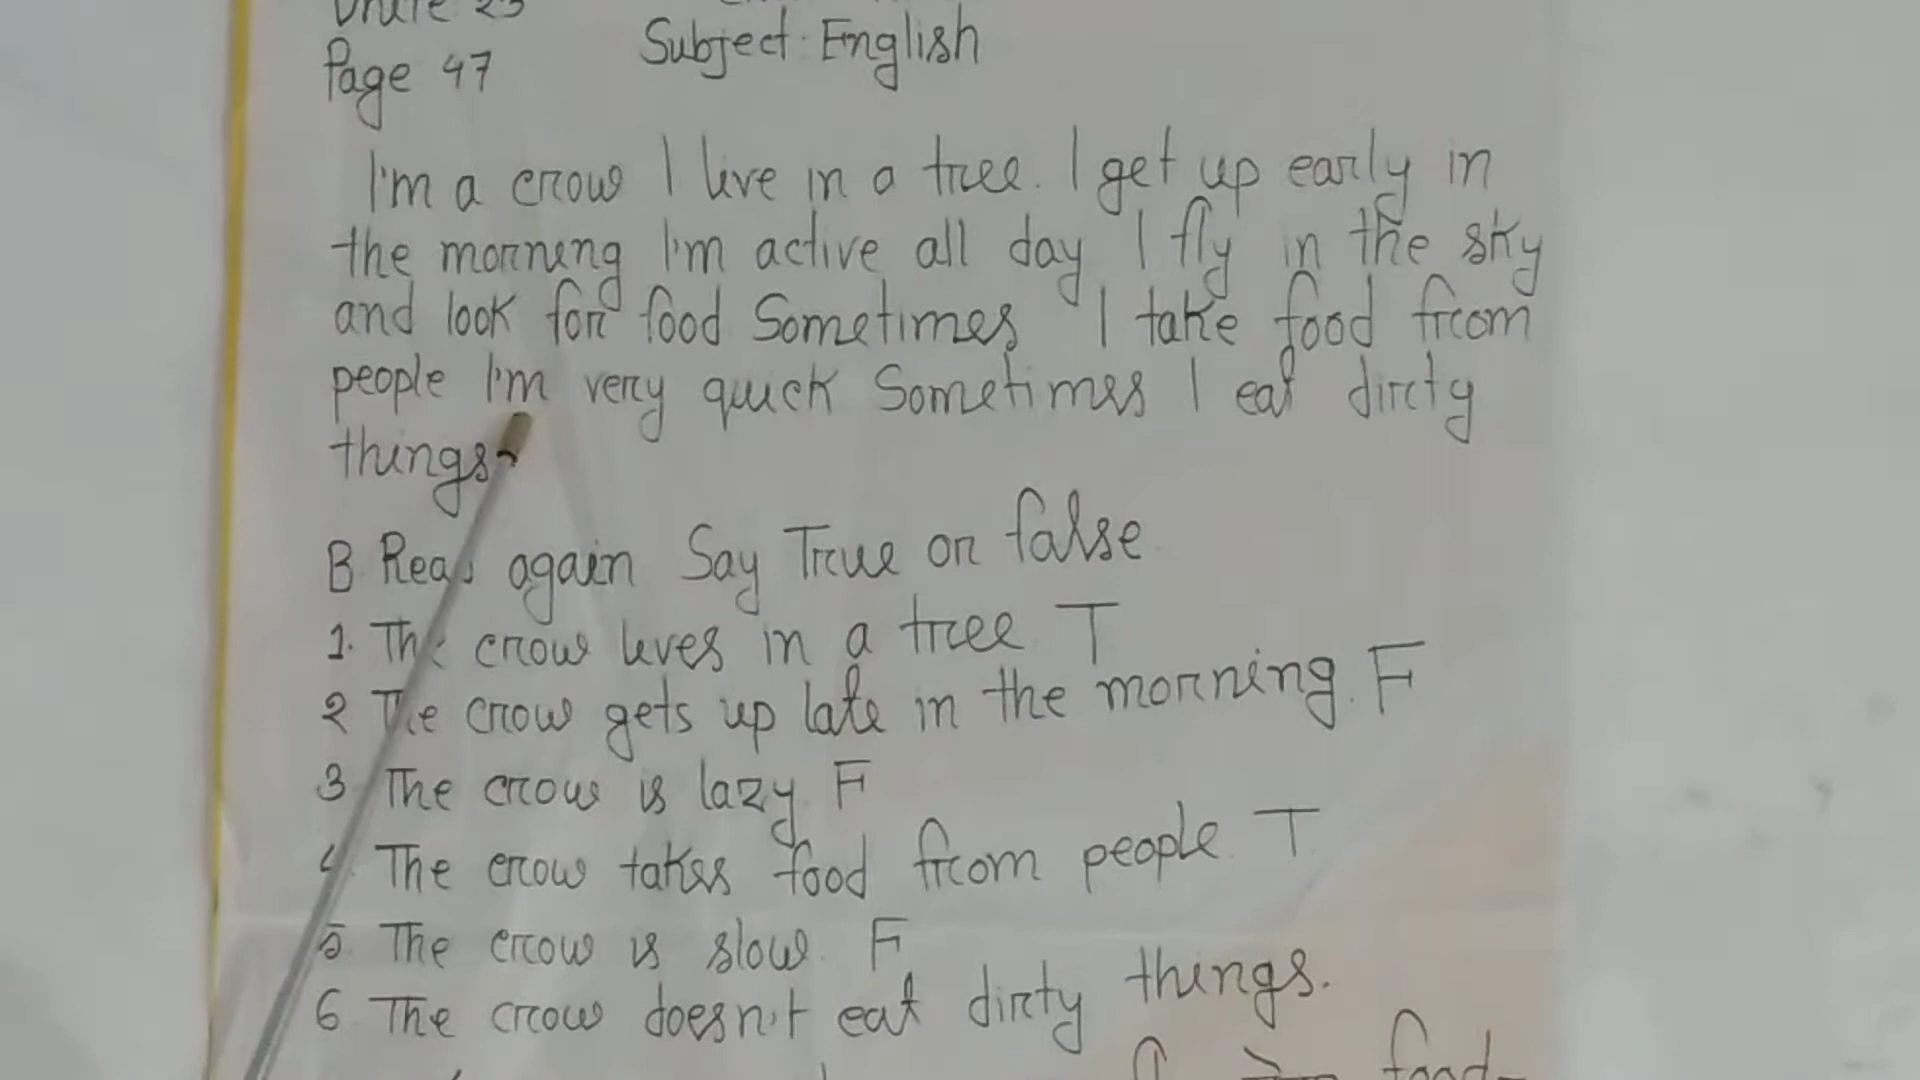 Page 47
Subject: English
I'm a crow I live in a tree. I get up early in
the morning I'm active all day I fly in the sky
and look for food Sometimes I take food from
people I'm very quick Sometimes I eat dirty
things
B Read again Say True or false
1. The crow lives in a tree T
2 The crow gets up late in the morning. F
3 The crow is lazy F
4. The crow takes food from people T
5. The crow is slow. F
6 The crow doesn't eat dirty things.
food